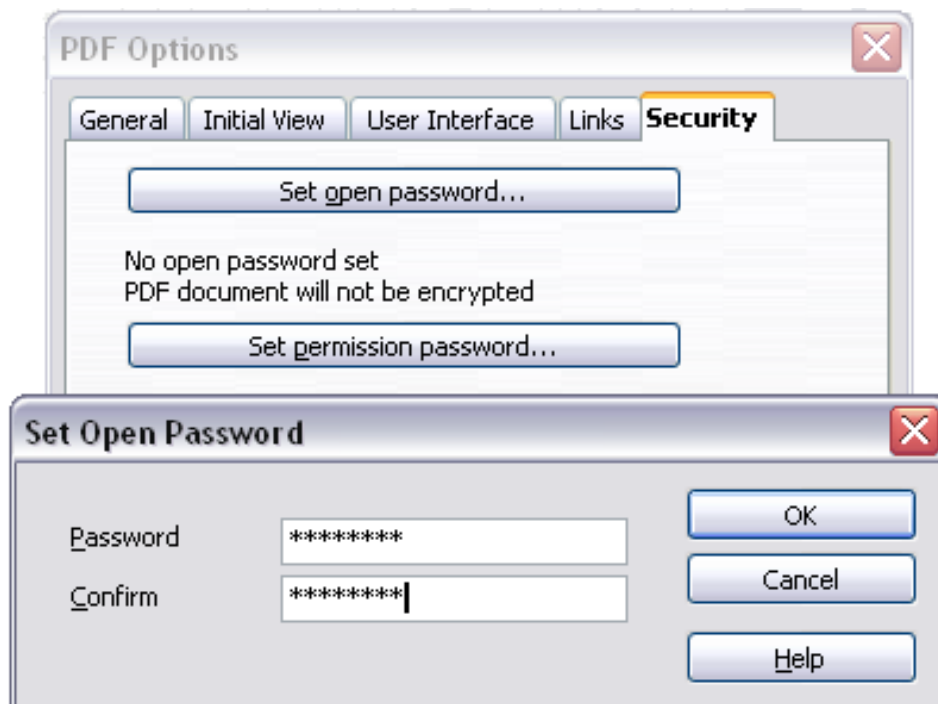 PDF Options
General Initial View User Interface Links Security
Set open password...
No open password set
PDF document will not be encrypted
Set permission password...
Set Open Password
Password ********
OK
Confirm ********
Cancel
Help